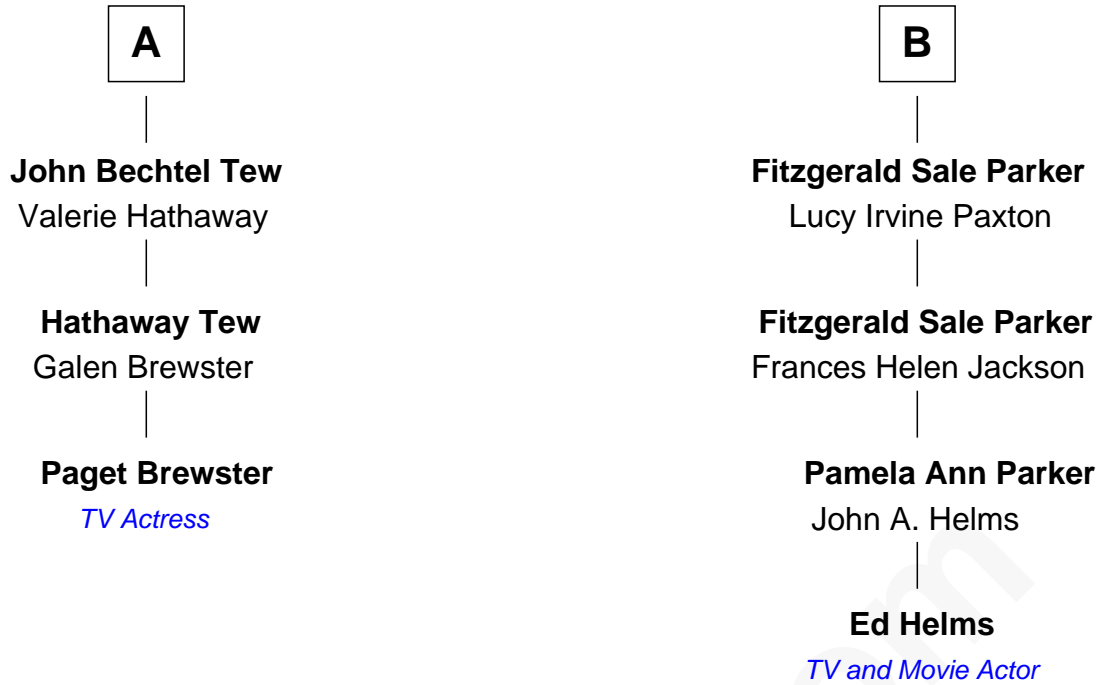 A
John Bechtel Tew
Valerie Hathaway
Hathaway Tew
Galen Brewster
Paget Brewster
TV Actress
B
Fitzgerald Sale Parker
Lucy Irvine Paxton
Fitzgerald Sale Parker
Frances Helen Jackson
Pamela Ann Parker
John A. Helms
Ed Helms
TV and Movie Actor